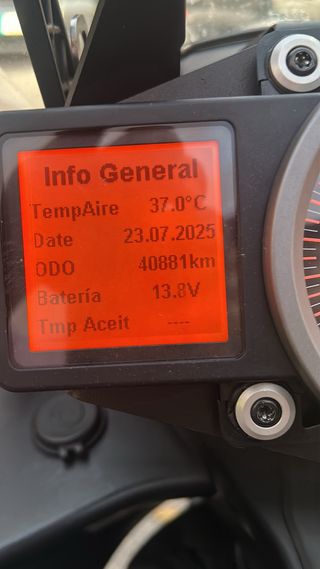 Info General
TempAire 37.0°C
Date 23.07.2025
ODO 40881km
Batería 13.8V
Tmp Aceit ----